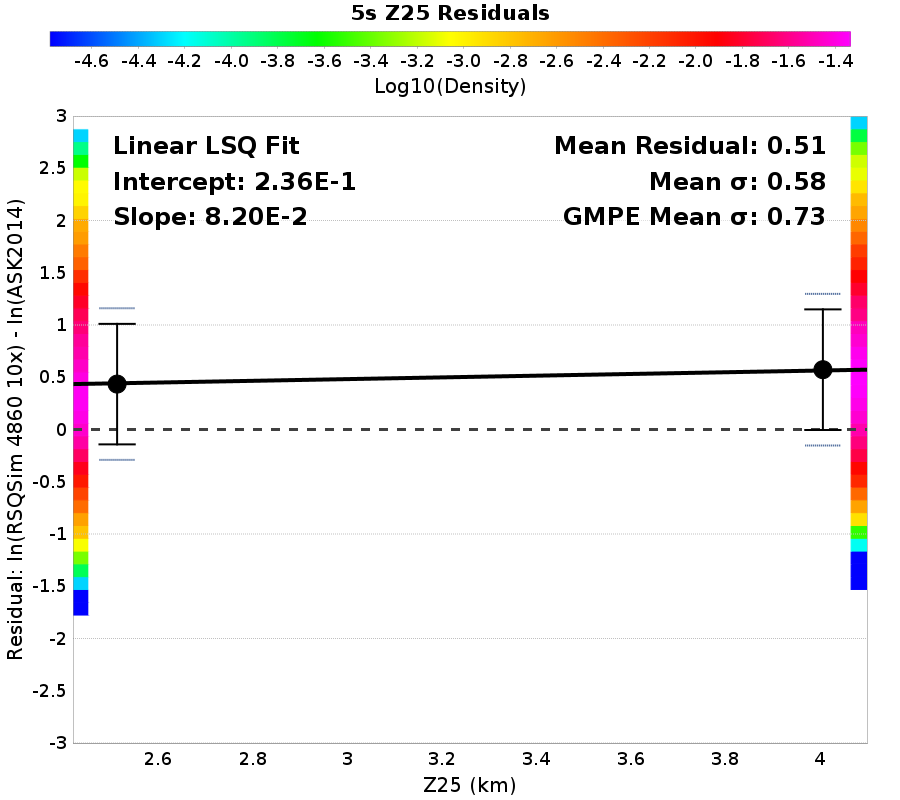 5s Z25 Residuals
-4.6 -4.4 -4.2 -4.0 -3.8 -3.6 -3.4 -3.2 -3.0 -2.8 -2.6 -2.4 -2.2 -2.0 -1.8 -1.6 -1.4
Log10(Density)
Linear LSQ Fit
Intercept: 2.36E-1
Slope: 8.20E-2
Mean Residual: 0.51
Mean σ: 0.58
GMPE Mean σ: 0.73
Residual: ln(RSQSim 4860 10x) - ln(ASK2014)
3
2.5
2
1.5
1
0.5
0
-0.5
-1
-1.5
-2
-2.5
-3
2.6 2.8 3 3.2 3.4 3.6 3.8 4
Z25 (km)